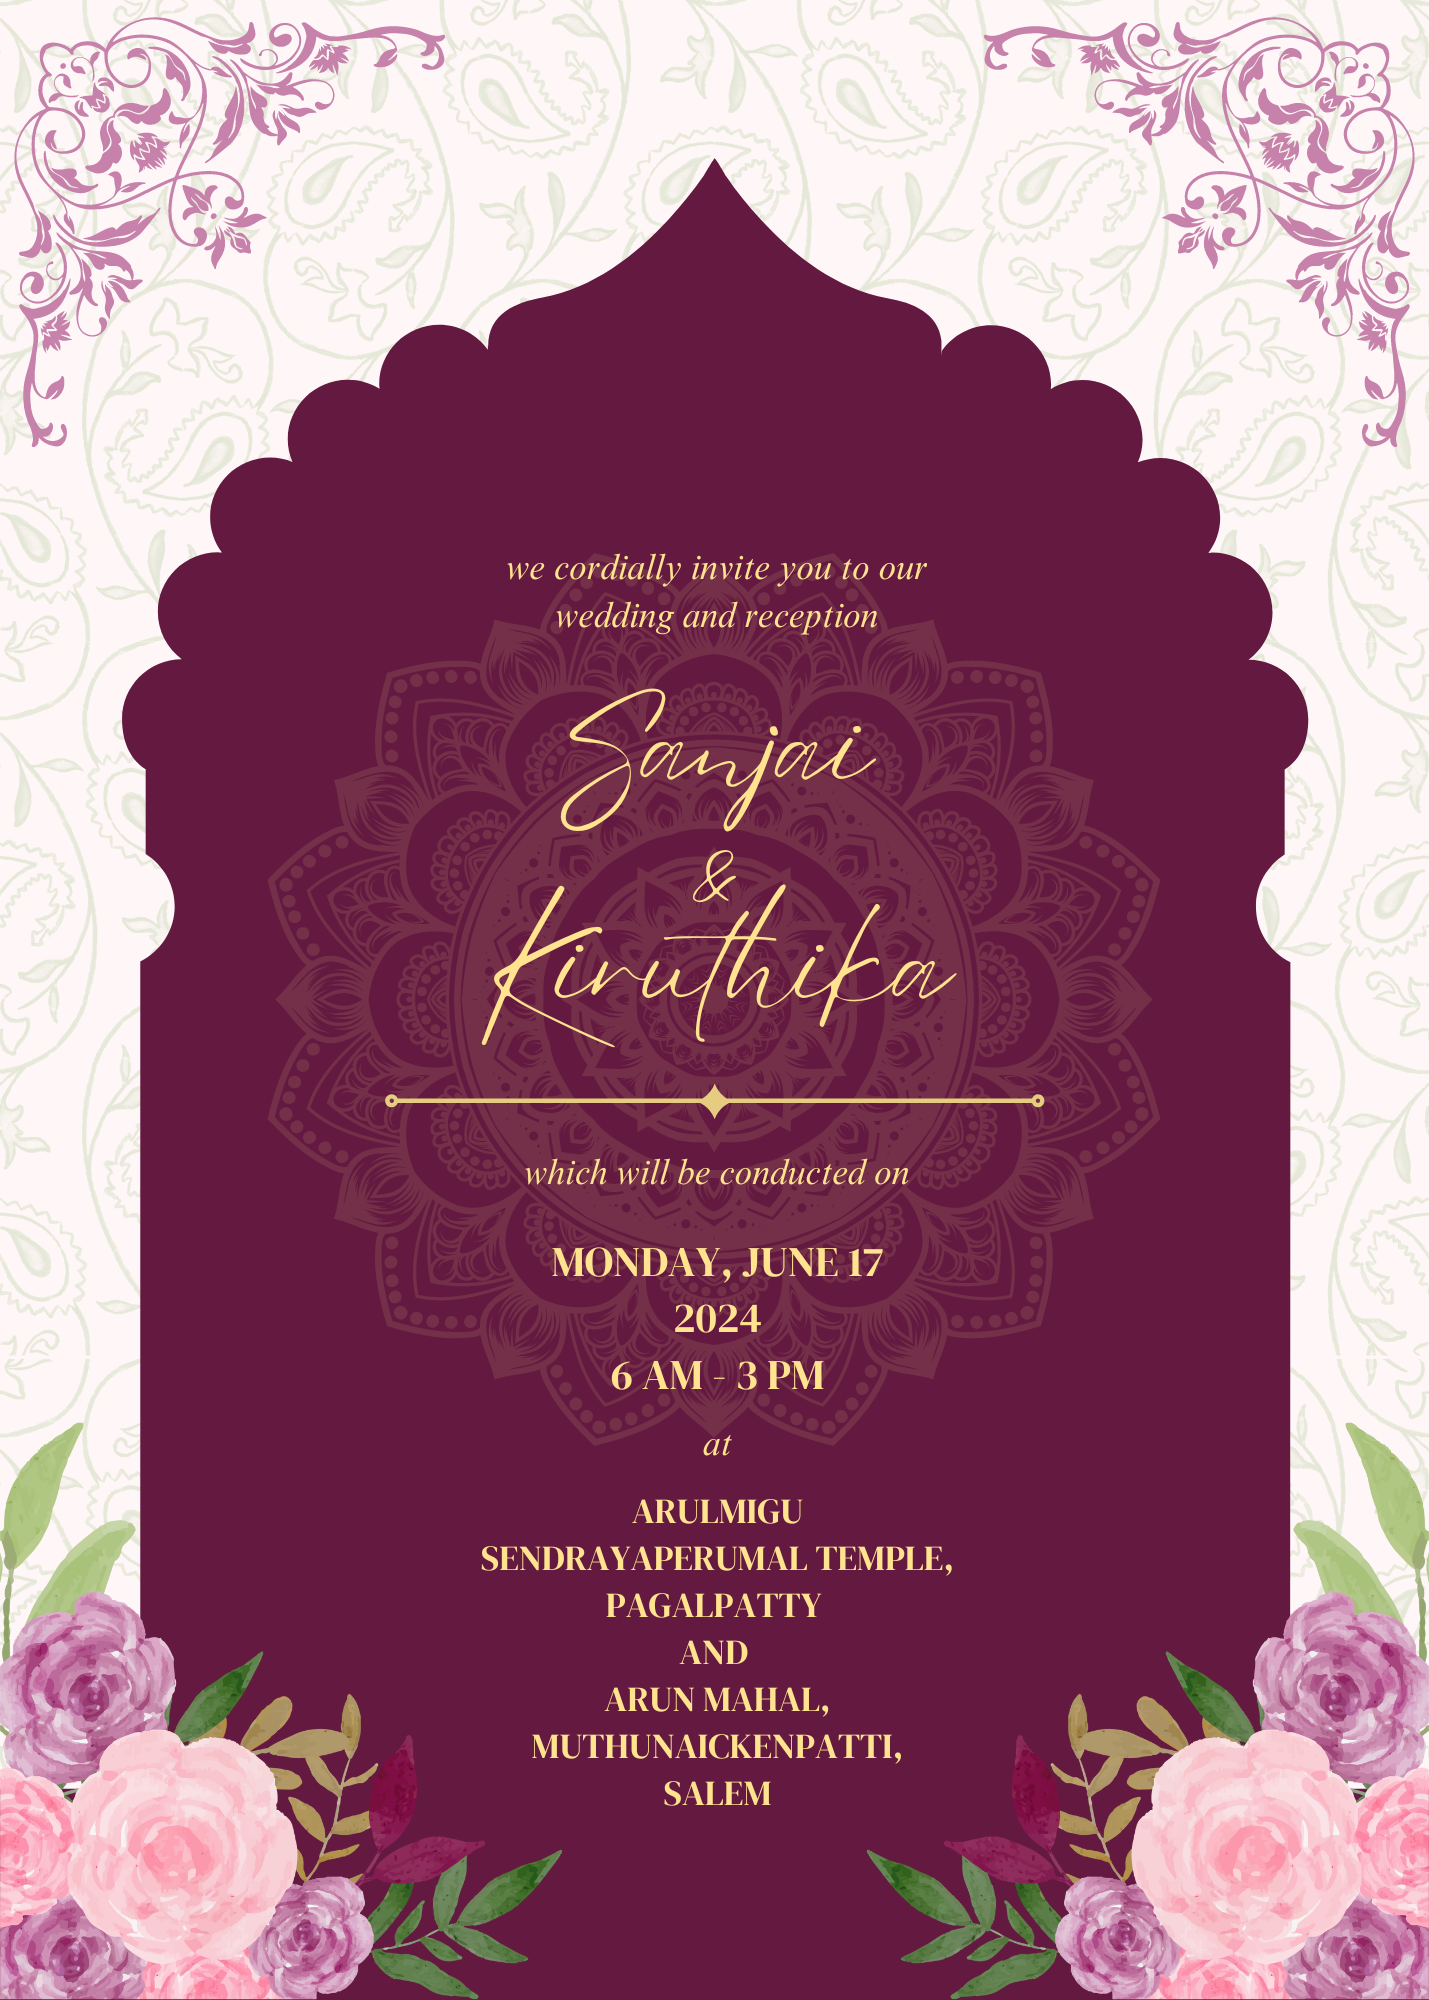 we cordially invite you to our
wedding and reception
Sanjai
&
Kiruthika
which will be conducted on
MONDAY, JUNE 17
2024
6 AM - 3 PM
at
ARULMIGU
SENDRAYAPERUMAL TEMPLE,
PAGALPATTY
AND
ARUN MAHAL,
MUTHUNAICKENPATTI,
SALEM